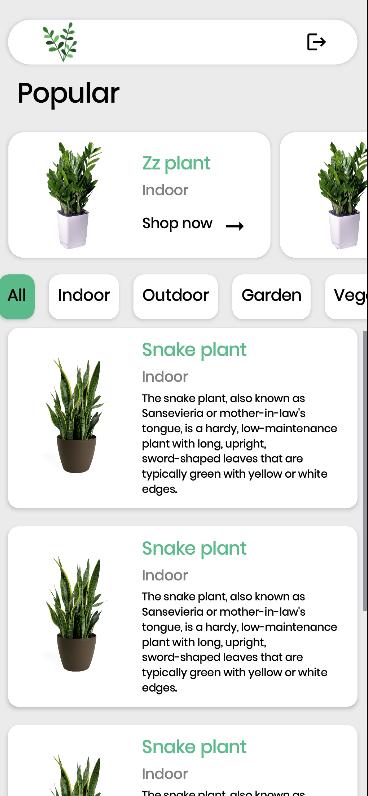 Popular
Zz plant
Indoor
Shop now →
All Indoor Outdoor Garden Veg
Snake plant
Indoor
The snake plant, also known as
Sansevieria or mother-in-law's
tongue, is a hardy, low-maintenance
plant with long, upright,
sword-shaped leaves that are
typically green with yellow or white
edges.
Snake plant
Indoor
The snake plant, also known as
Sansevieria or mother-in-law's
tongue, is a hardy, low-maintenance
plant with long, upright,
sword-shaped leaves that are
typically green with yellow or white
edges.
Snake plant
Indoor
The snake plant, also known as